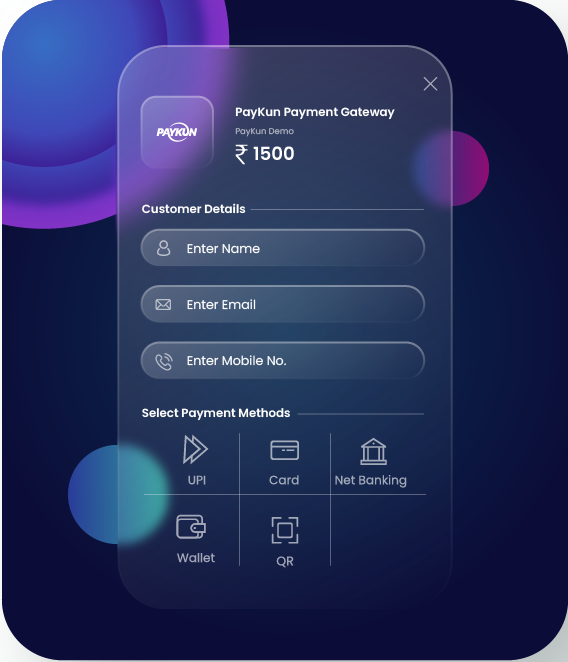 PAYKUN
PayKun Payment Gateway
PayKun Demo
₹ 1500
Customer Details
Enter Name
Enter Email
Enter Mobile No.
Select Payment Methods
UPI
Card
Net Banking
Wallet
QR